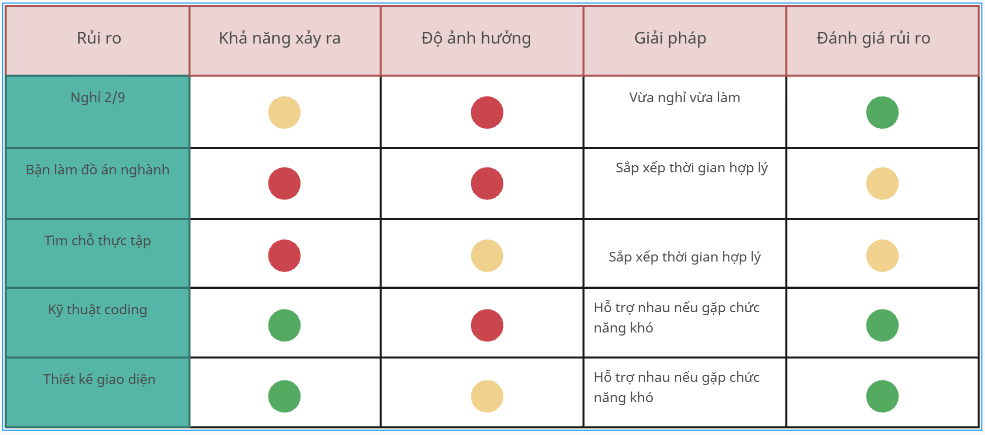 Rủi ro
Khả năng xảy ra
Độ ảnh hưởng
Giải pháp
Đánh giá rủi ro
Nghỉ 2/9
Vừa nghỉ vừa làm
Bận làm đồ án nghành
Sắp xếp thời gian hợp lý
Tìm chỗ thực tập
Sắp xếp thời gian hợp lý
Kỹ thuật coding
Hỗ trợ nhau nếu gặp chức
năng khó
Thiết kế giao diện
Hỗ trợ nhau nếu gặp chức
năng khó